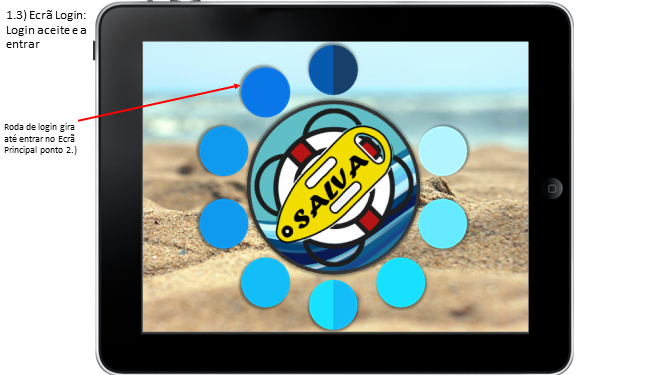 1.3) Ecrã Login:
Login aceite e a
entrar
Roda de login gira
até entrar no Ecrã
Principal ponto 2.)
SALVA